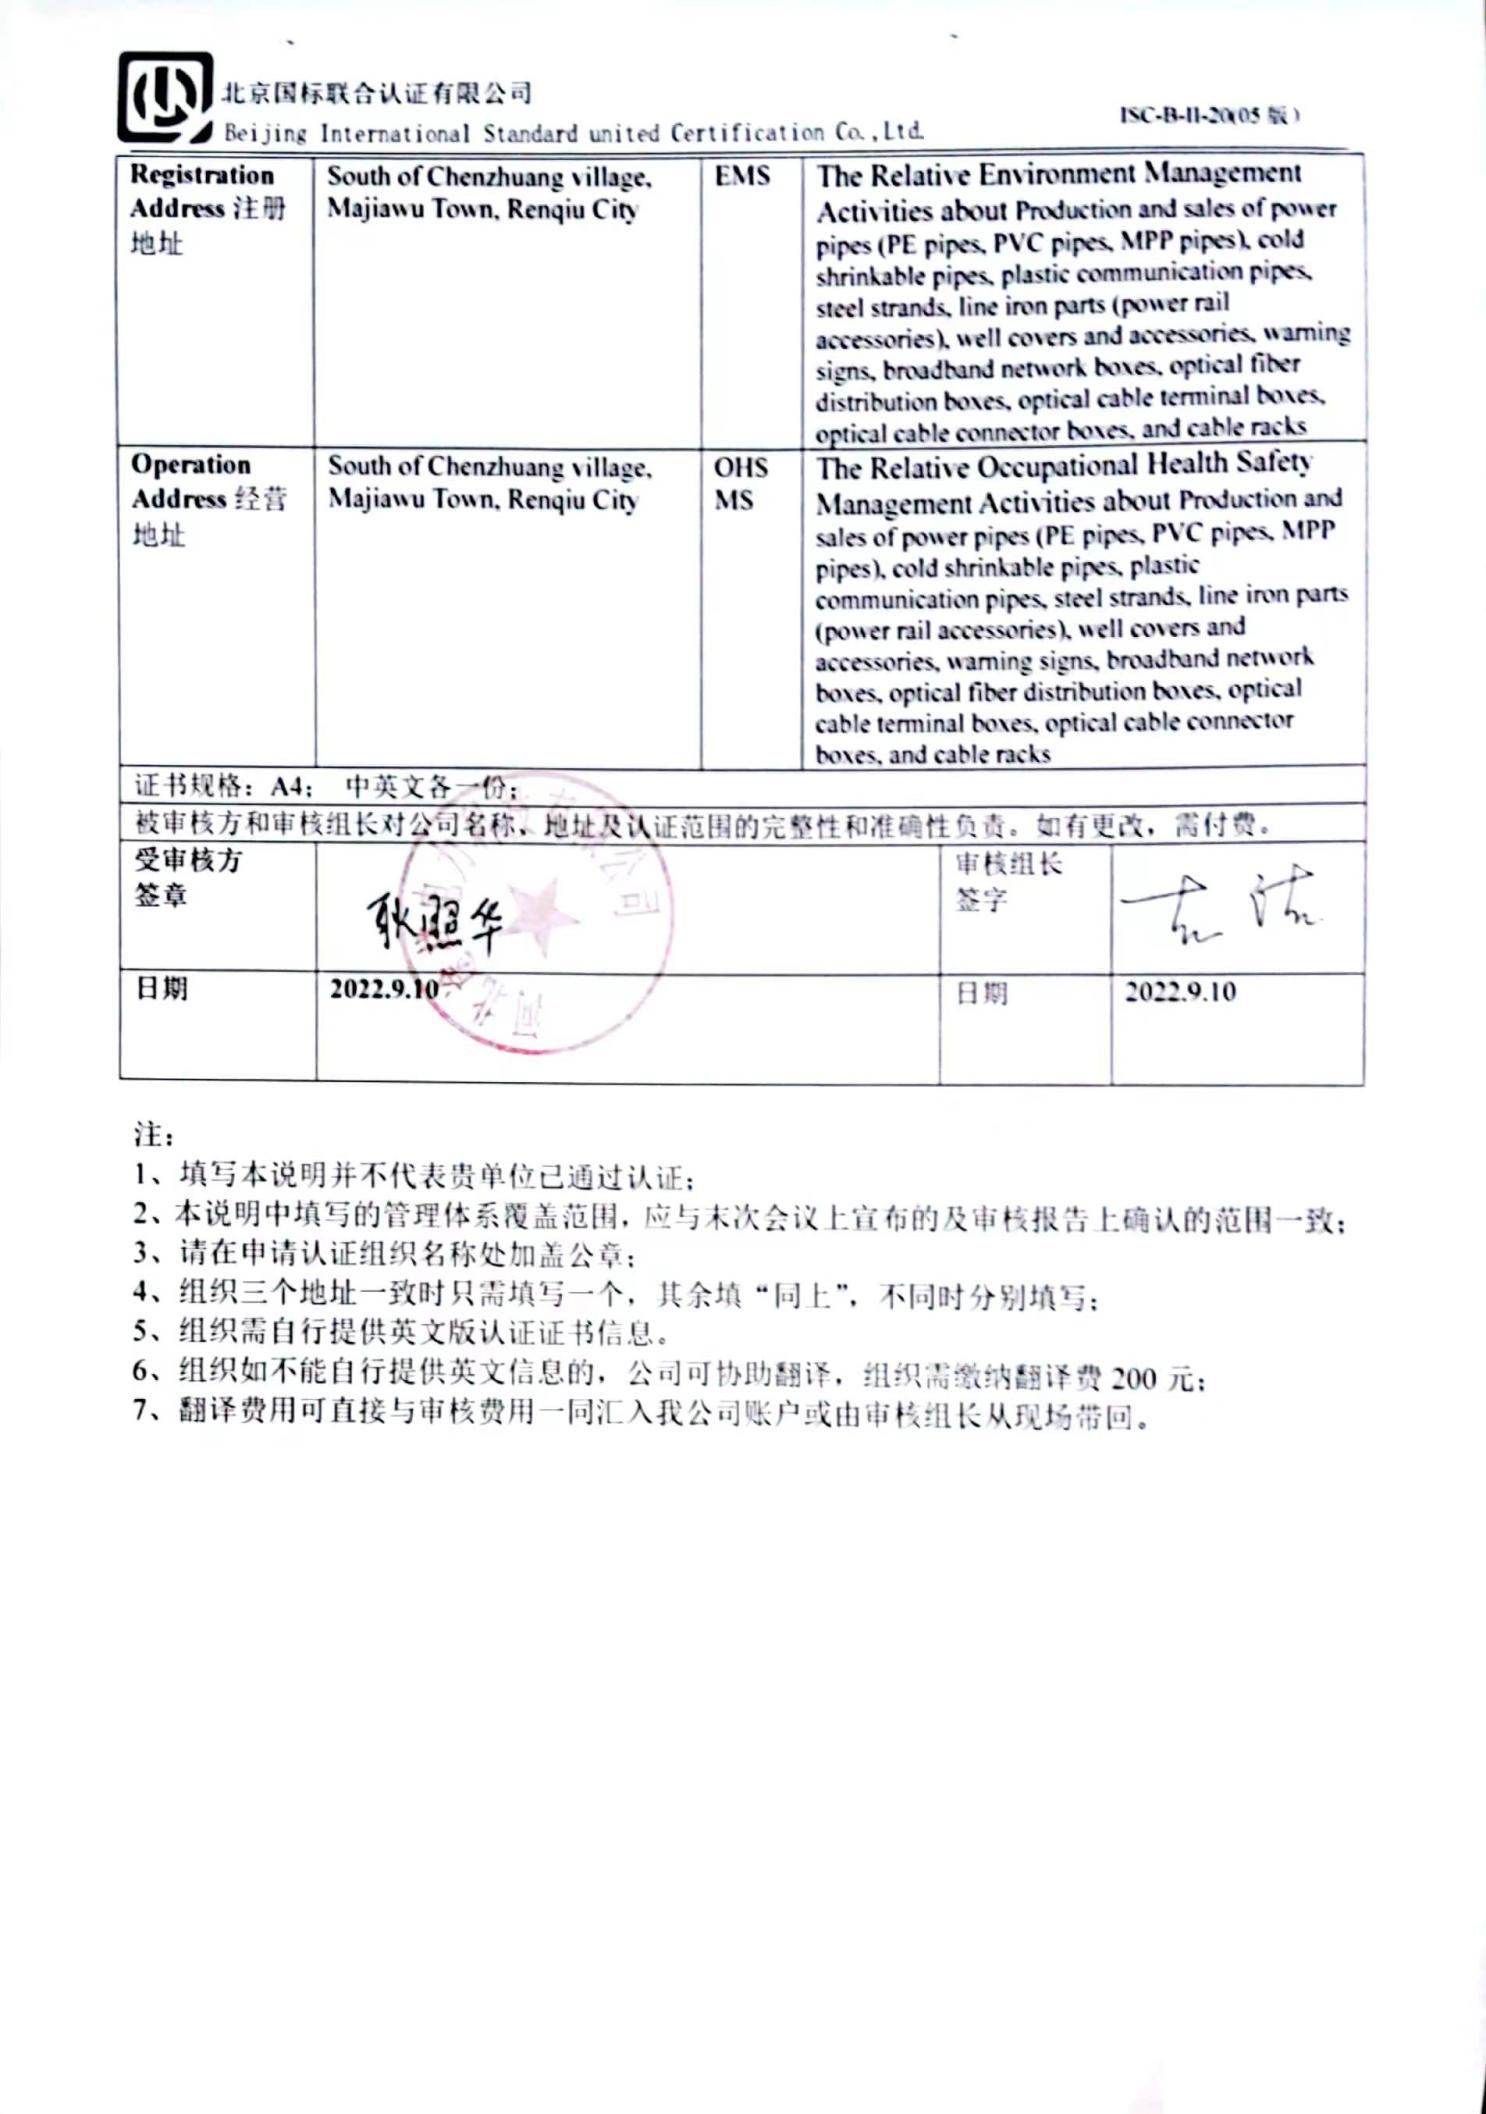 北京国标联合认证有限公司
Beijing International Standard united Certification Co.,Ltd.
ISC-B-II-20(05 版)
Registration
Address 注册
地址
South of Chenzhuang village,
Majiawu Town, Renqiu City
EMS
The Relative Environment Management
Activities about Production and sales of power
pipes (PE pipes, PVC pipes, MPP pipes), cold
shrinkable pipes, plastic communication pipes,
steel strands, line iron parts (power rail
accessories), well covers and accessories, warning
signs, broadband network boxes, optical fiber
distribution boxes, optical cable terminal boxes,
optical cable connector boxes, and cable racks
Operation
Address 经营
地址
South of Chenzhuang village,
Majiawu Town, Renqiu City
OHS
MS
The Relative Occupational Health Safety
Management Activities about Production and
sales of power pipes (PE pipes, PVC pipes, MPP
pipes), cold shrinkable pipes, plastic
communication pipes, steel strands, line iron parts
(power rail accessories), well covers and
accessories, warning signs, broadband network
boxes, optical fiber distribution boxes, optical
cable terminal boxes, optical cable connector
boxes, and cable racks
证书规格：A4； 中英文各一份；
被审核方和审核组长对公司名称、地址及认证范围的完整性和准确性负责。如有更改，需付费。
受审核方
签章
耿照华
审核组长
签字
日期
2022.9.10
日期
2022.9.10
注：
1、填写本说明并不代表贵单位已通过认证；
2、本说明中填写的管理体系覆盖范围，应与末次会议上宣布的及审核报告上确认的范围一致；
3、请在申请认证组织名称处加盖公章；
4、组织三个地址一致时只需填写一个，其余填“同上”，不同时分别填写；
5、组织需自行提供英文版认证证书信息。
6、组织如不能自行提供英文信息的，公司可协助翻译，组织需缴纳翻译费 200 元；
7、翻译费用可直接与审核费用一同汇入我公司账户或由审核组长从现场带回。